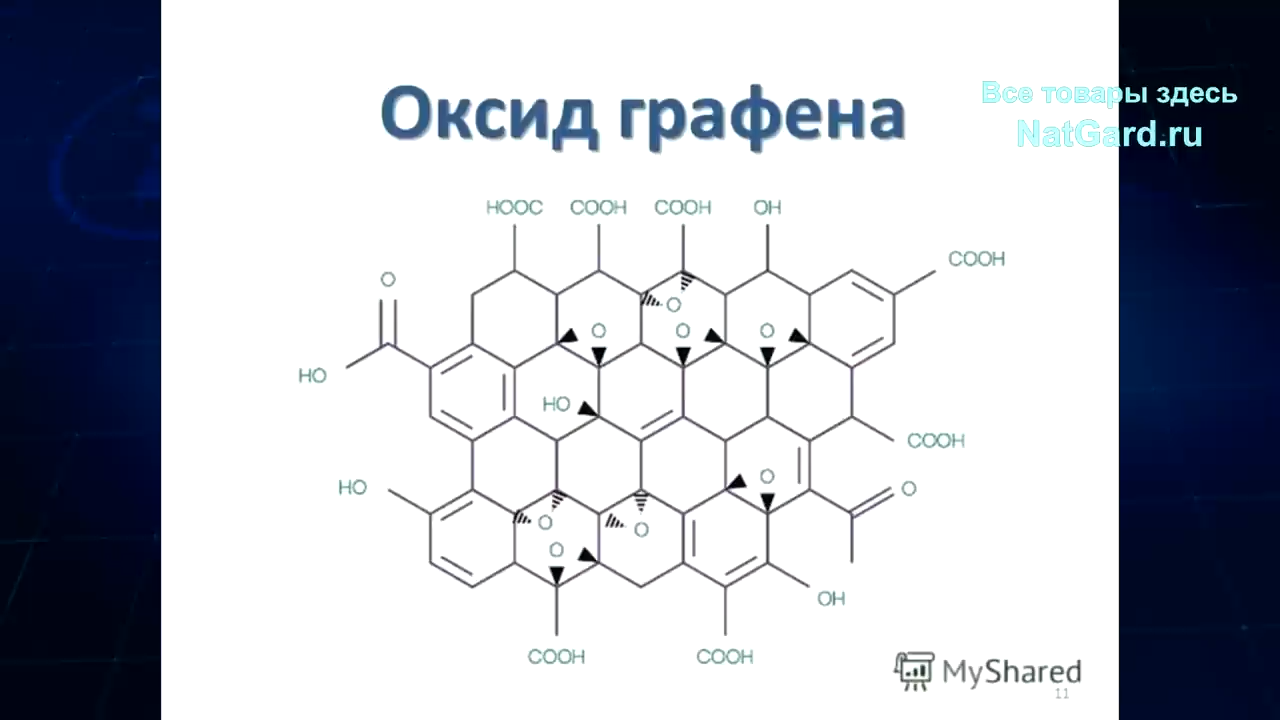 Оксид графена
Все товары здесь
NatGard.ru
HOOC COOH COOH OH
COOH
O
O
O O O
HO
HO
COOH
O
HO
O
O
O
O
OH
COOH COOH
MyShared
11